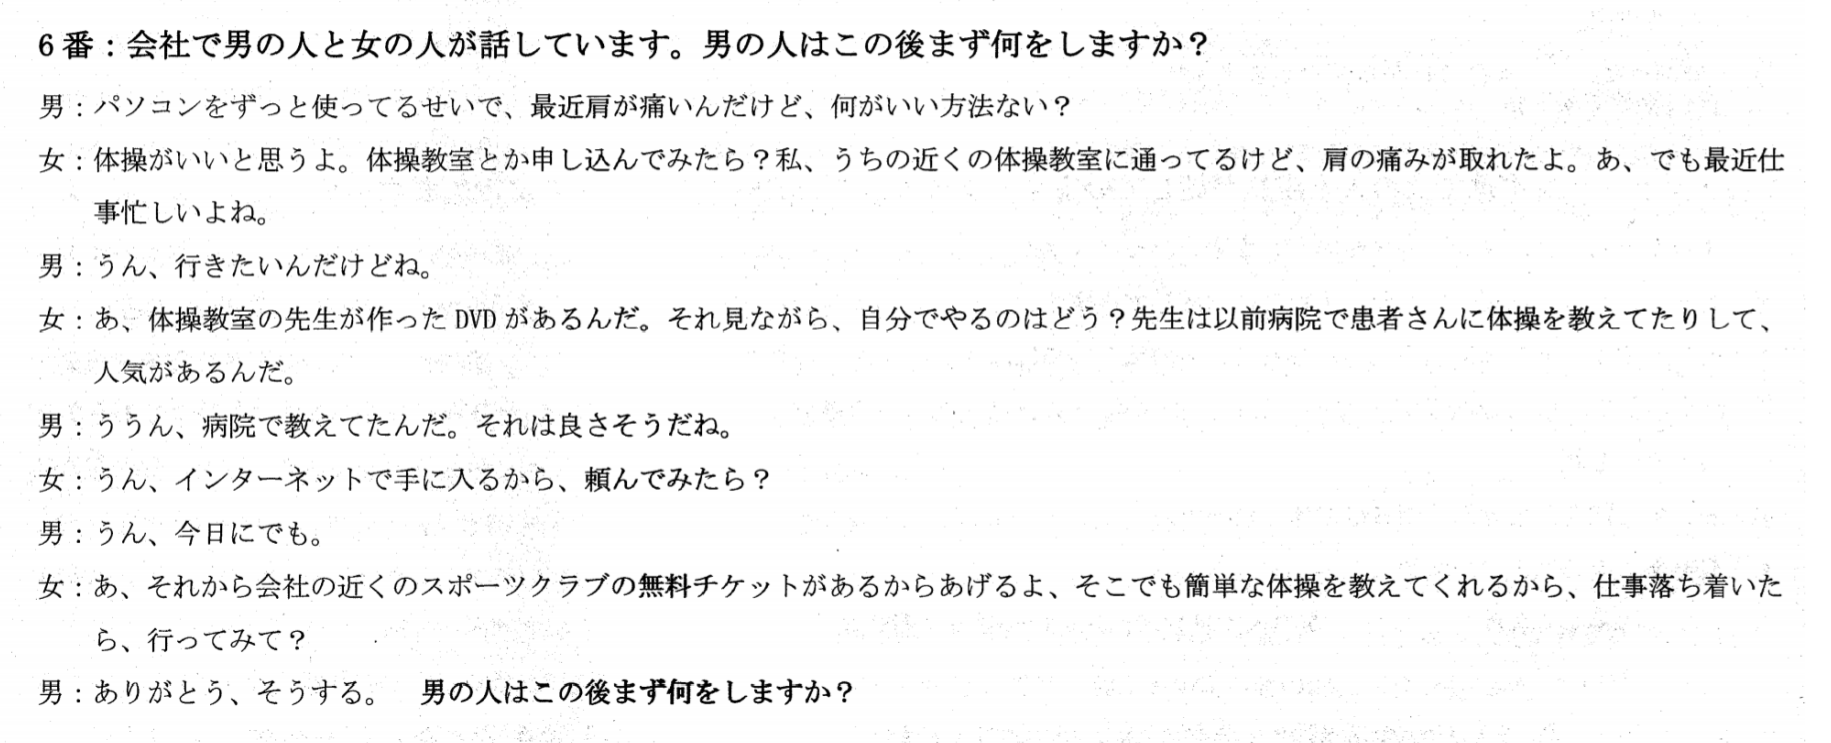 6番：会社で男の人と女の人が話しています。男の人はこの後まず何をしますか？
男：パソコンをずっと使ってるせいで、最近肩が痛いんだけど、何がいい方法ない？
女：体操がいいと思うよ。体操教室とか申し込んでみたら？私、うちの近くの体操教室に通ってるけど、肩の痛みが取れたよ。あ、でも最近仕
事忙しいよね。
男：うん、行きたいんだけどね。
女：あ、体操教室の先生が作った DVD があるんだ。それ見ながら、自分でやるのはどう？先生は以前病院で患者さんに体操を教えてたりして、
人気があるんだ。
男：ううん、病院で教えてたんだ。それは良さそうだね。
女：うん、インターネットで手に入るから、頼んでみたら？
男：うん、今日にでも。
女：あ、それから会社の近くのスポーツクラブの無料チケットがあるからあげるよ、そこでも簡単な体操を教えてくれるから、仕事落ち着いた
ら、行ってみて？
男：ありがとう、そうする。　男の人はこの後まず何をしますか？